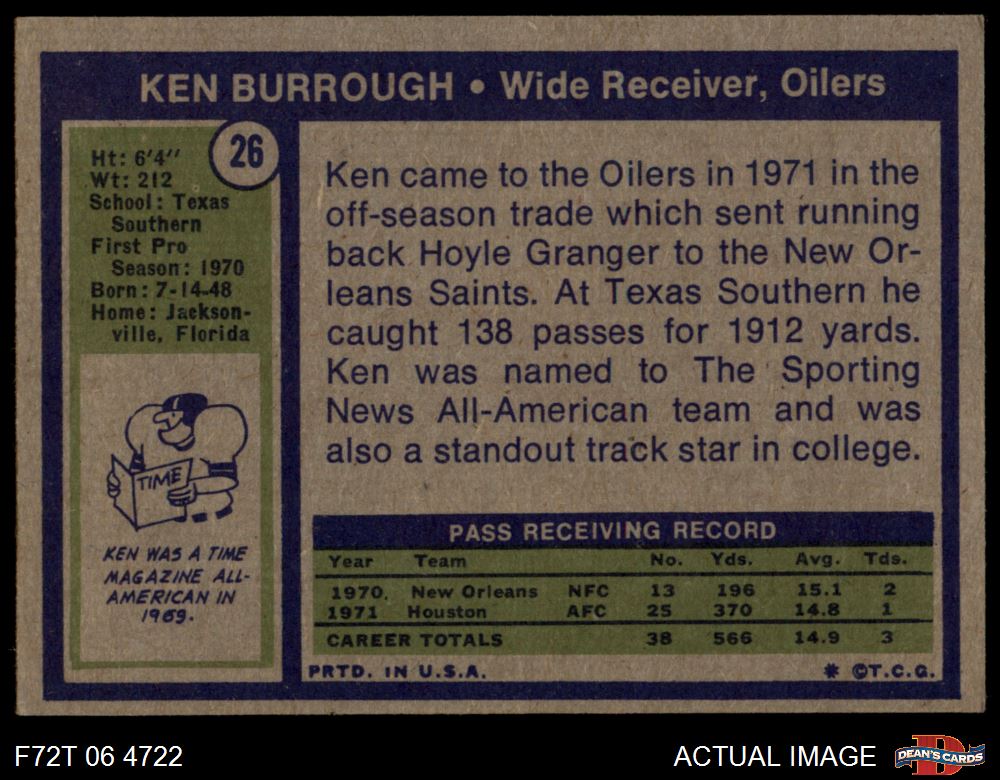 KEN BURROUGH • Wide Receiver, Oilers
26
Ht: 6'4''
Wt: 212
School: Texas
Southern
First Pro
Season: 1970
Born: 7-14-48
Home: Jackson-
ville, Florida
TIME
KEN WAS A TIME
MAGAZINE ALL-
AMERICAN IN
1969.
Ken came to the Oilers in 1971 in the
off-season trade which sent running
back Hoyle Granger to the New Or-
leans Saints. At Texas Southern he
caught 138 passes for 1912 yards.
Ken was named to The Sporting
News All-American team and was
also a standout track star in college.
PASS RECEIVING RECORD
Year Team No. Yds. Avg. Tds.
1970. New Orleans NFC 13 196 15.1 2
1971 Houston AFC 25 370 14.8 1
CAREER TOTALS 38 566 14.9 3
PRTD. IN U.S.A. * ©T.C.G.
F72T 06 4722 ACTUAL IMAGE DEAN'S CARDS